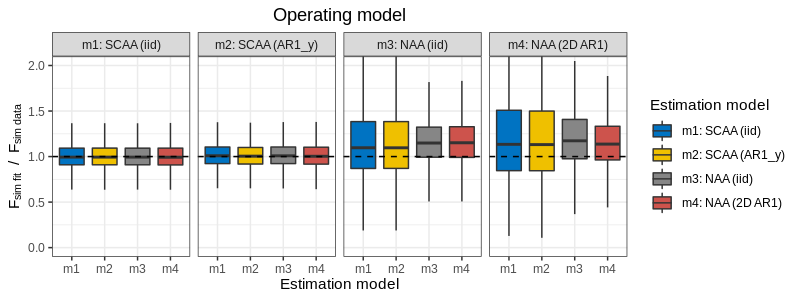 Operating model
m1: SCAA (iid)
m2: SCAA (AR1_y)
m3: NAA (iid)
m4: NAA (2D AR1)
2.0
1.5
1.0
0.5
0.0
Fsim fit / Fsim data
m1 m2 m3 m4
m1 m2 m3 m4
m1 m2 m3 m4
m1 m2 m3 m4
Estimation model
Estimation model
m1: SCAA (iid)
m2: SCAA (AR1_y)
m3: NAA (iid)
m4: NAA (2D AR1)